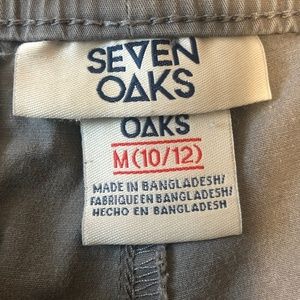 SEVEN
OAKS
OAKS
M (10/12)
MADE IN BANGLADESH/
FABRIQUE EN BANGLADESH/
HECHO EN BANGLADESH